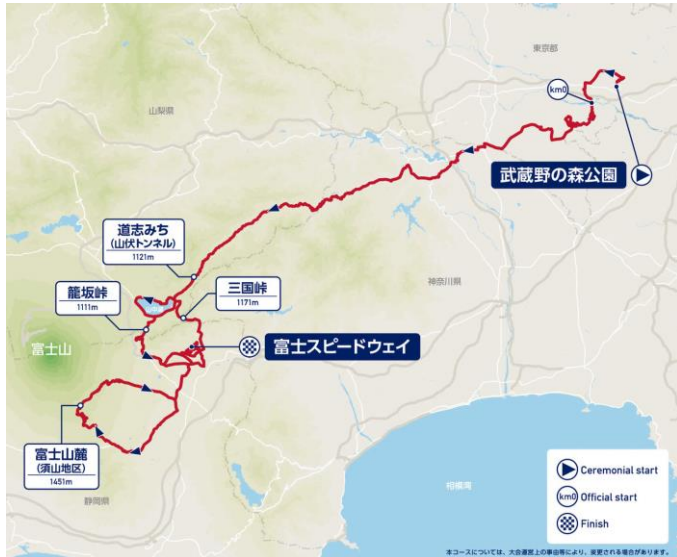 東京都
km0
山梨県
武蔵野の森公園
道志みち
(山伏トンネル)
1121m
神奈川県
籠坂峠
1111m
三国峠
1171m
富士山
富士スピードウェイ
富士山麓
(須山地区)
1451m
静岡県
相模湾
Ceremonial start
km0 Official start
Finish
本コースについては、大会運営上の事由等により、変更される場合があります。